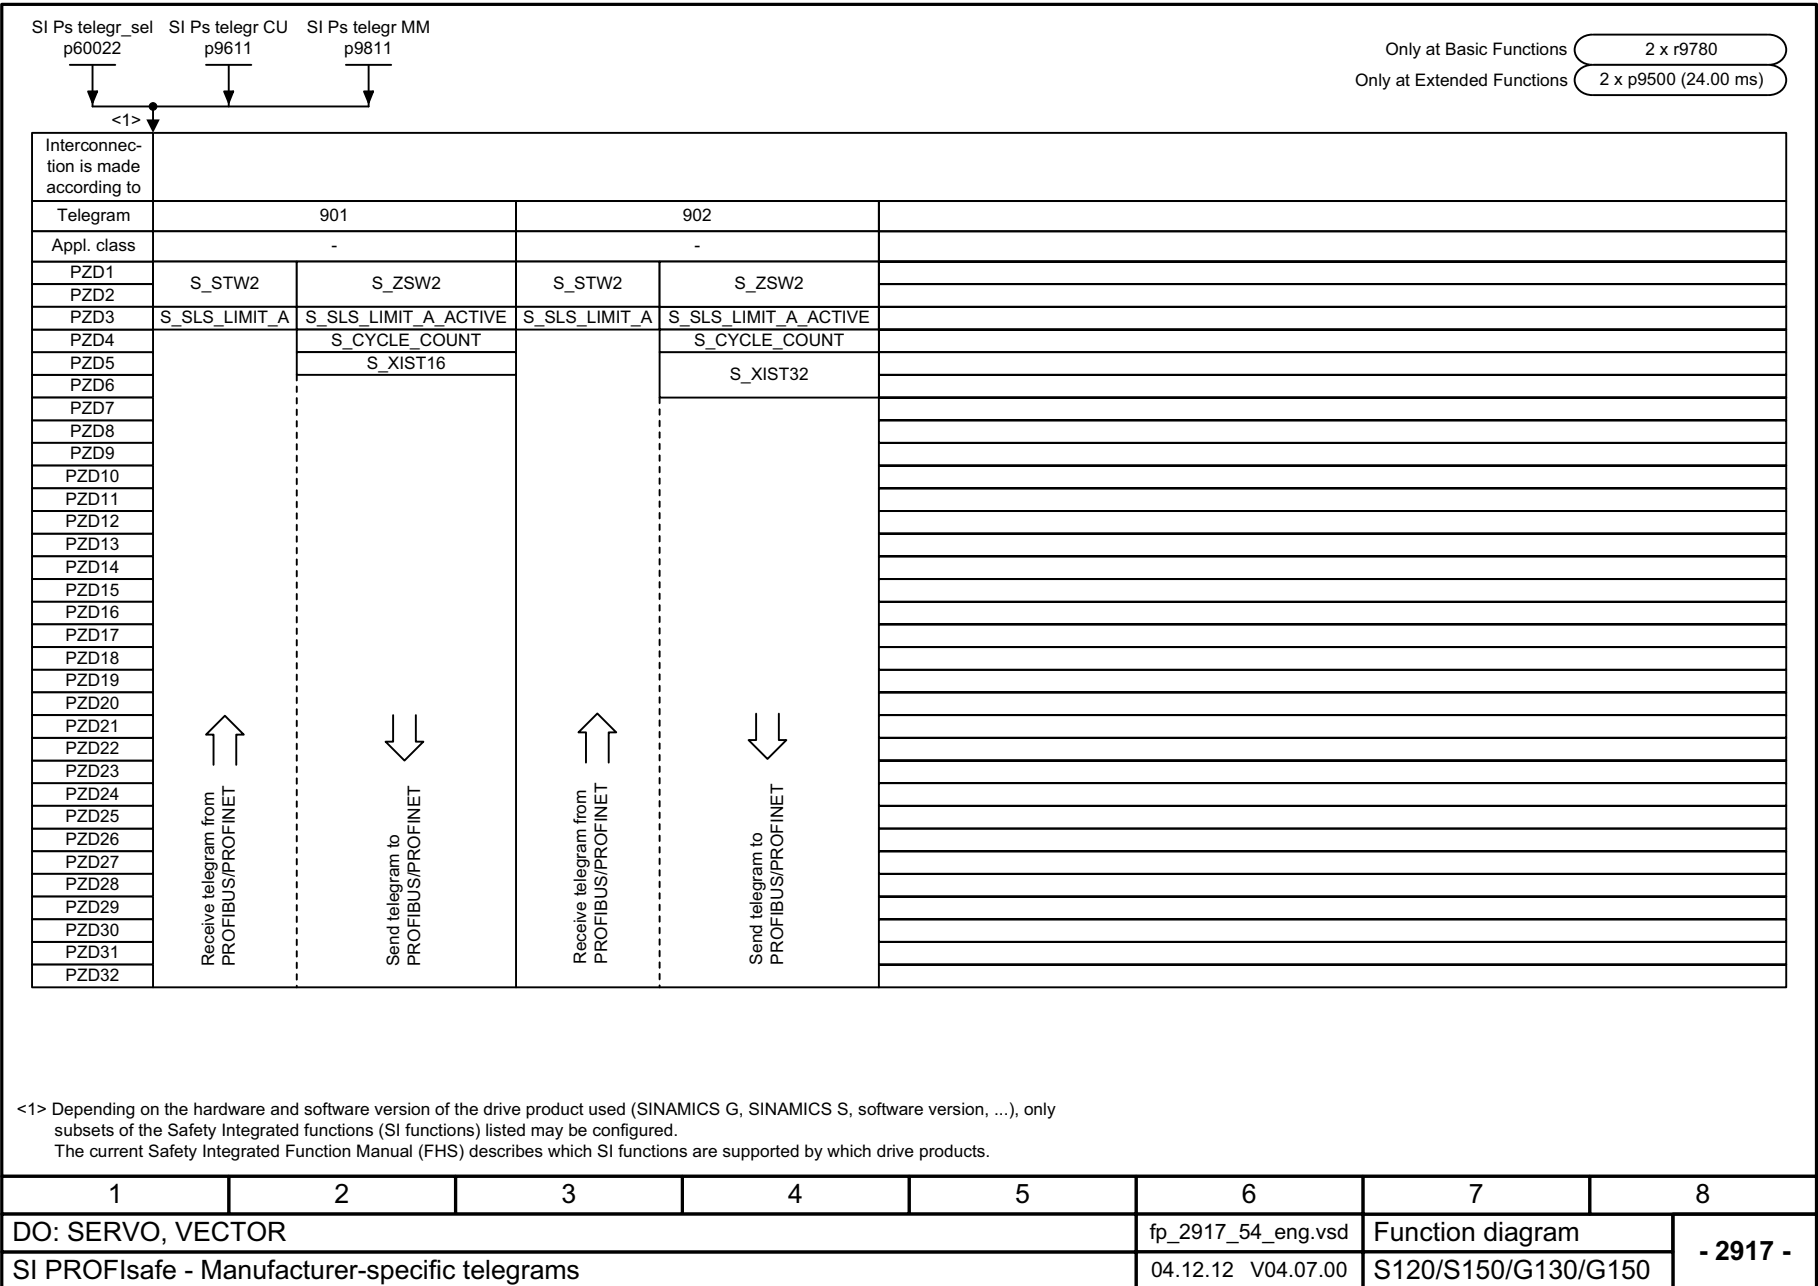 SI Ps telegr_sel SI Ps telegr CU SI Ps telegr MM
p60022 p9611 p9811
Only at Basic Functions 2 x r9780
Only at Extended Functions 2 x p9500 (24.00 ms)
<1>
Interconnec-
tion is made
according to
Telegram 901 902
Appl. class - -
PZD1
S_STW2 S_ZSW2 S_STW2 S_ZSW2
PZD2
PZD3 S_SLS_LIMIT_A S_SLS_LIMIT_A_ACTIVE S_SLS_LIMIT_A S_SLS_LIMIT_A_ACTIVE
PZD4 S_CYCLE_COUNT S_CYCLE_COUNT
PZD5 S_XIST16
S_XIST32
PZD6
PZD7
PZD8
PZD9
PZD10
PZD11
PZD12
PZD13
PZD14
PZD15
PZD16
PZD17
PZD18
PZD19
PZD20
PZD21
PZD22
PZD23
PZD24
PZD25
PZD26
PZD27
PZD28
PZD29
PZD30
PZD31
PZD32
Receive telegram from
PROFIBUS/PROFINET
Send telegram to
PROFIBUS/PROFINET
Receive telegram from
PROFIBUS/PROFINET
Send telegram to
PROFIBUS/PROFINET
<1> Depending on the hardware and software version of the drive product used (SINAMICS G, SINAMICS S, software version, ...), only
subsets of the Safety Integrated functions (SI functions) listed may be configured.
The current Safety Integrated Function Manual (FHS) describes which SI functions are supported by which drive products.
1 2 3 4 5 6 7 8
DO: SERVO, VECTOR fp_2917_54_eng.vsd Function diagram
- 2917 -
SI PROFIsafe - Manufacturer-specific telegrams 04.12.12 V04.07.00 S120/S150/G130/G150